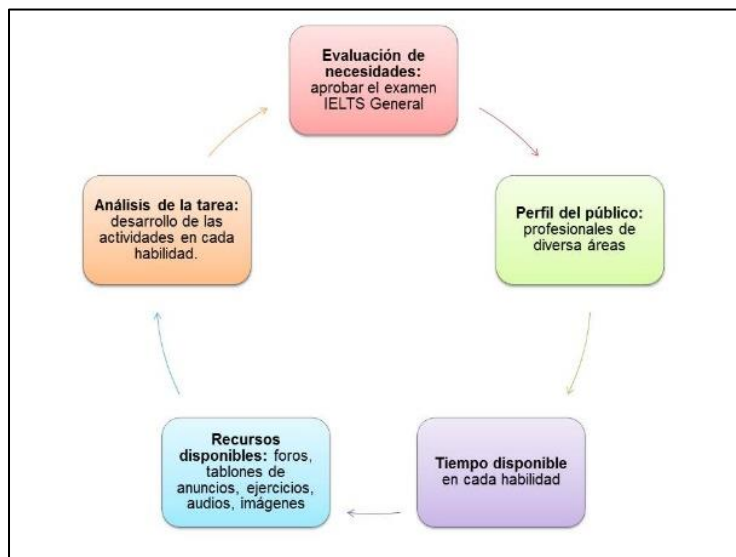 Evaluación de
necesidades:
aprobar el examen
IELTS General
Perfil del público:
profesionales de
diversa áreas
Tiempo disponible
en cada habilidad
Recursos
disponibles: foros,
tablones de
anuncios, ejercicios,
audios, imágenes
Análisis de la tarea:
desarrollo de las
actividades en cada
habilidad.